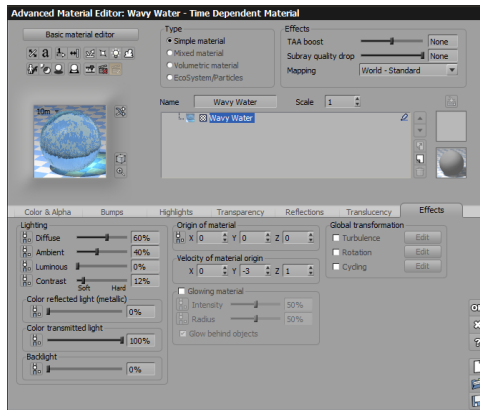 Advanced Material Editor: Wavy Water - Time Dependent Material
Basic material editor
Type
Simple material
Mixed material
Volumetric material
EcoSystem/Particles
Effects
TAA boost None
Subray quality drop None
Mapping World - Standard
10m
Name Wavy Water Scale 1
Wavy Water
Color & Alpha Bumps Highlights Transparency Reflections Translucency Effects
Lighting
Diffuse 60%
Ambient 40%
Luminous 0%
Contrast 12%
Soft Hard
Color reflected light (metallic)
0%
Color transmitted light
100%
Backlight
0%
Origin of material
X 0 Y 0 Z 0
Velocity of material origin
X 0 Y -3 Z 1
Glowing material
Intensity 50%
Radius 50%
Glow behind objects
Global transformation
Turbulence Edit
Rotation Edit
Cycling Edit